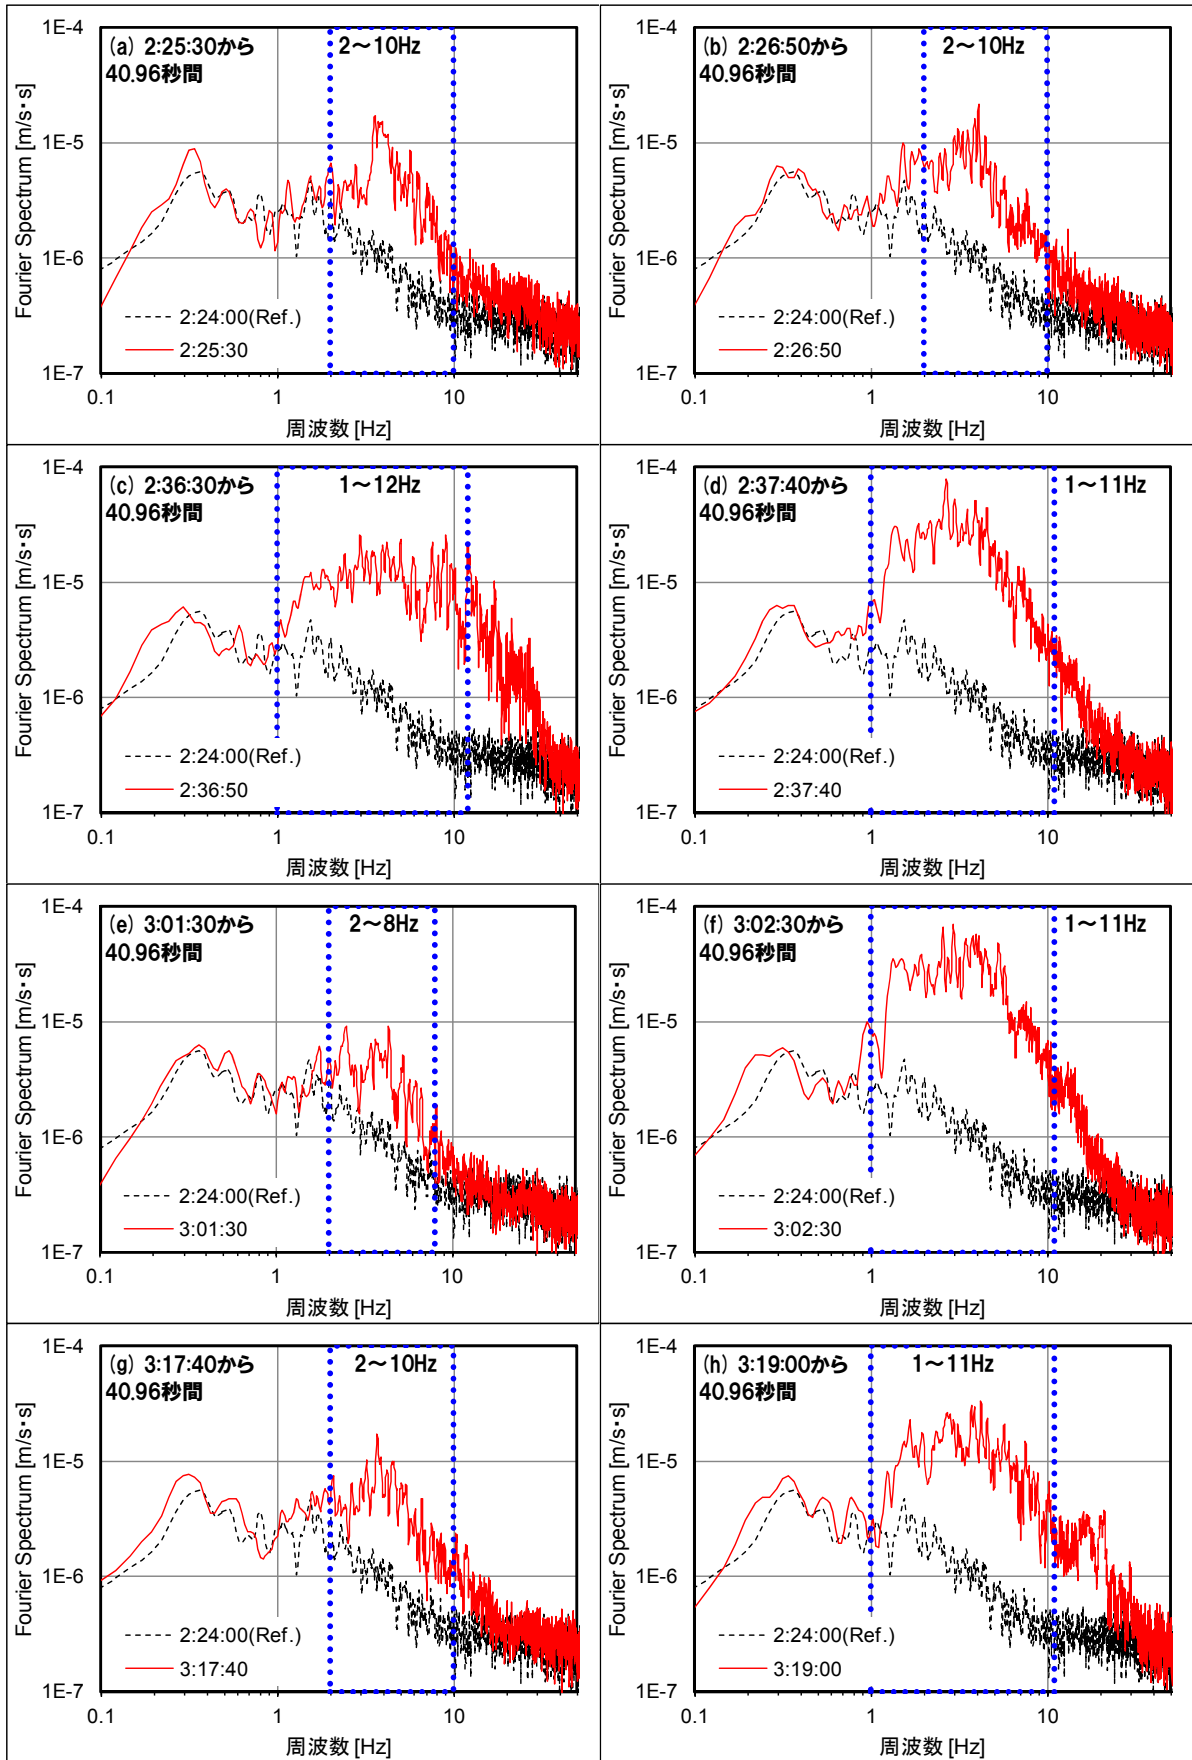 (a) 2:25:30から
40.96秒間
2～10Hz
1E-4
1E-5
1E-6
1E-7
Fourier Spectrum [m/s・s]
2:24:00(Ref.)
2:25:30
0.1
1
10
周波数 [Hz]
(b) 2:26:50から
40.96秒間
2～10Hz
1E-4
1E-5
1E-6
1E-7
Fourier Spectrum [m/s・s]
2:24:00(Ref.)
2:26:50
0.1
1
10
周波数 [Hz]
(c) 2:36:30から
40.96秒間
1～12Hz
1E-4
1E-5
1E-6
1E-7
Fourier Spectrum [m/s・s]
2:24:00(Ref.)
2:36:50
0.1
1
10
周波数 [Hz]
(d) 2:37:40から
40.96秒間
1～11Hz
1E-4
1E-5
1E-6
1E-7
Fourier Spectrum [m/s・s]
2:24:00(Ref.)
2:37:40
0.1
1
10
周波数 [Hz]
(e) 3:01:30から
40.96秒間
2～8Hz
1E-4
1E-5
1E-6
1E-7
Fourier Spectrum [m/s・s]
2:24:00(Ref.)
3:01:30
0.1
1
10
周波数 [Hz]
(f) 3:02:30から
40.96秒間
1～11Hz
1E-4
1E-5
1E-6
1E-7
Fourier Spectrum [m/s・s]
2:24:00(Ref.)
3:02:30
0.1
1
10
周波数 [Hz]
(g) 3:17:40から
40.96秒間
2～10Hz
1E-4
1E-5
1E-6
1E-7
Fourier Spectrum [m/s・s]
2:24:00(Ref.)
3:17:40
0.1
1
10
周波数 [Hz]
(h) 3:19:00から
40.96秒間
1～11Hz
1E-4
1E-5
1E-6
1E-7
Fourier Spectrum [m/s・s]
2:24:00(Ref.)
3:19:00
0.1
1
10
周波数 [Hz]